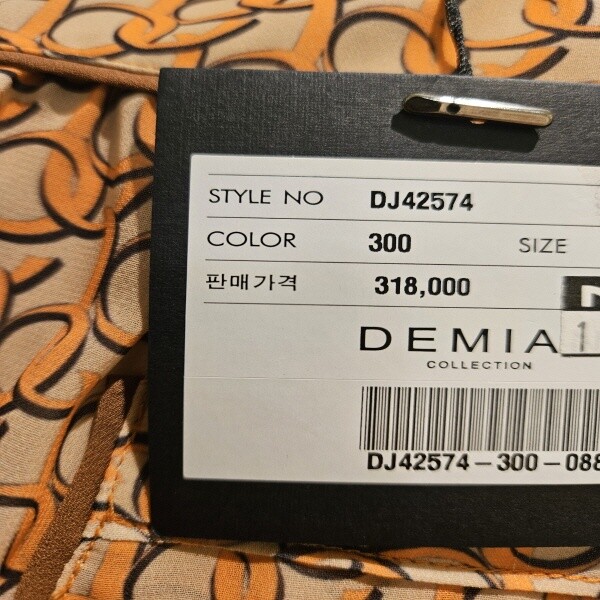 STYLE NO DJ42574
COLOR 300 SIZE
판매가격 318,000
DEMIA
COLLECTION
DJ42574-300-088